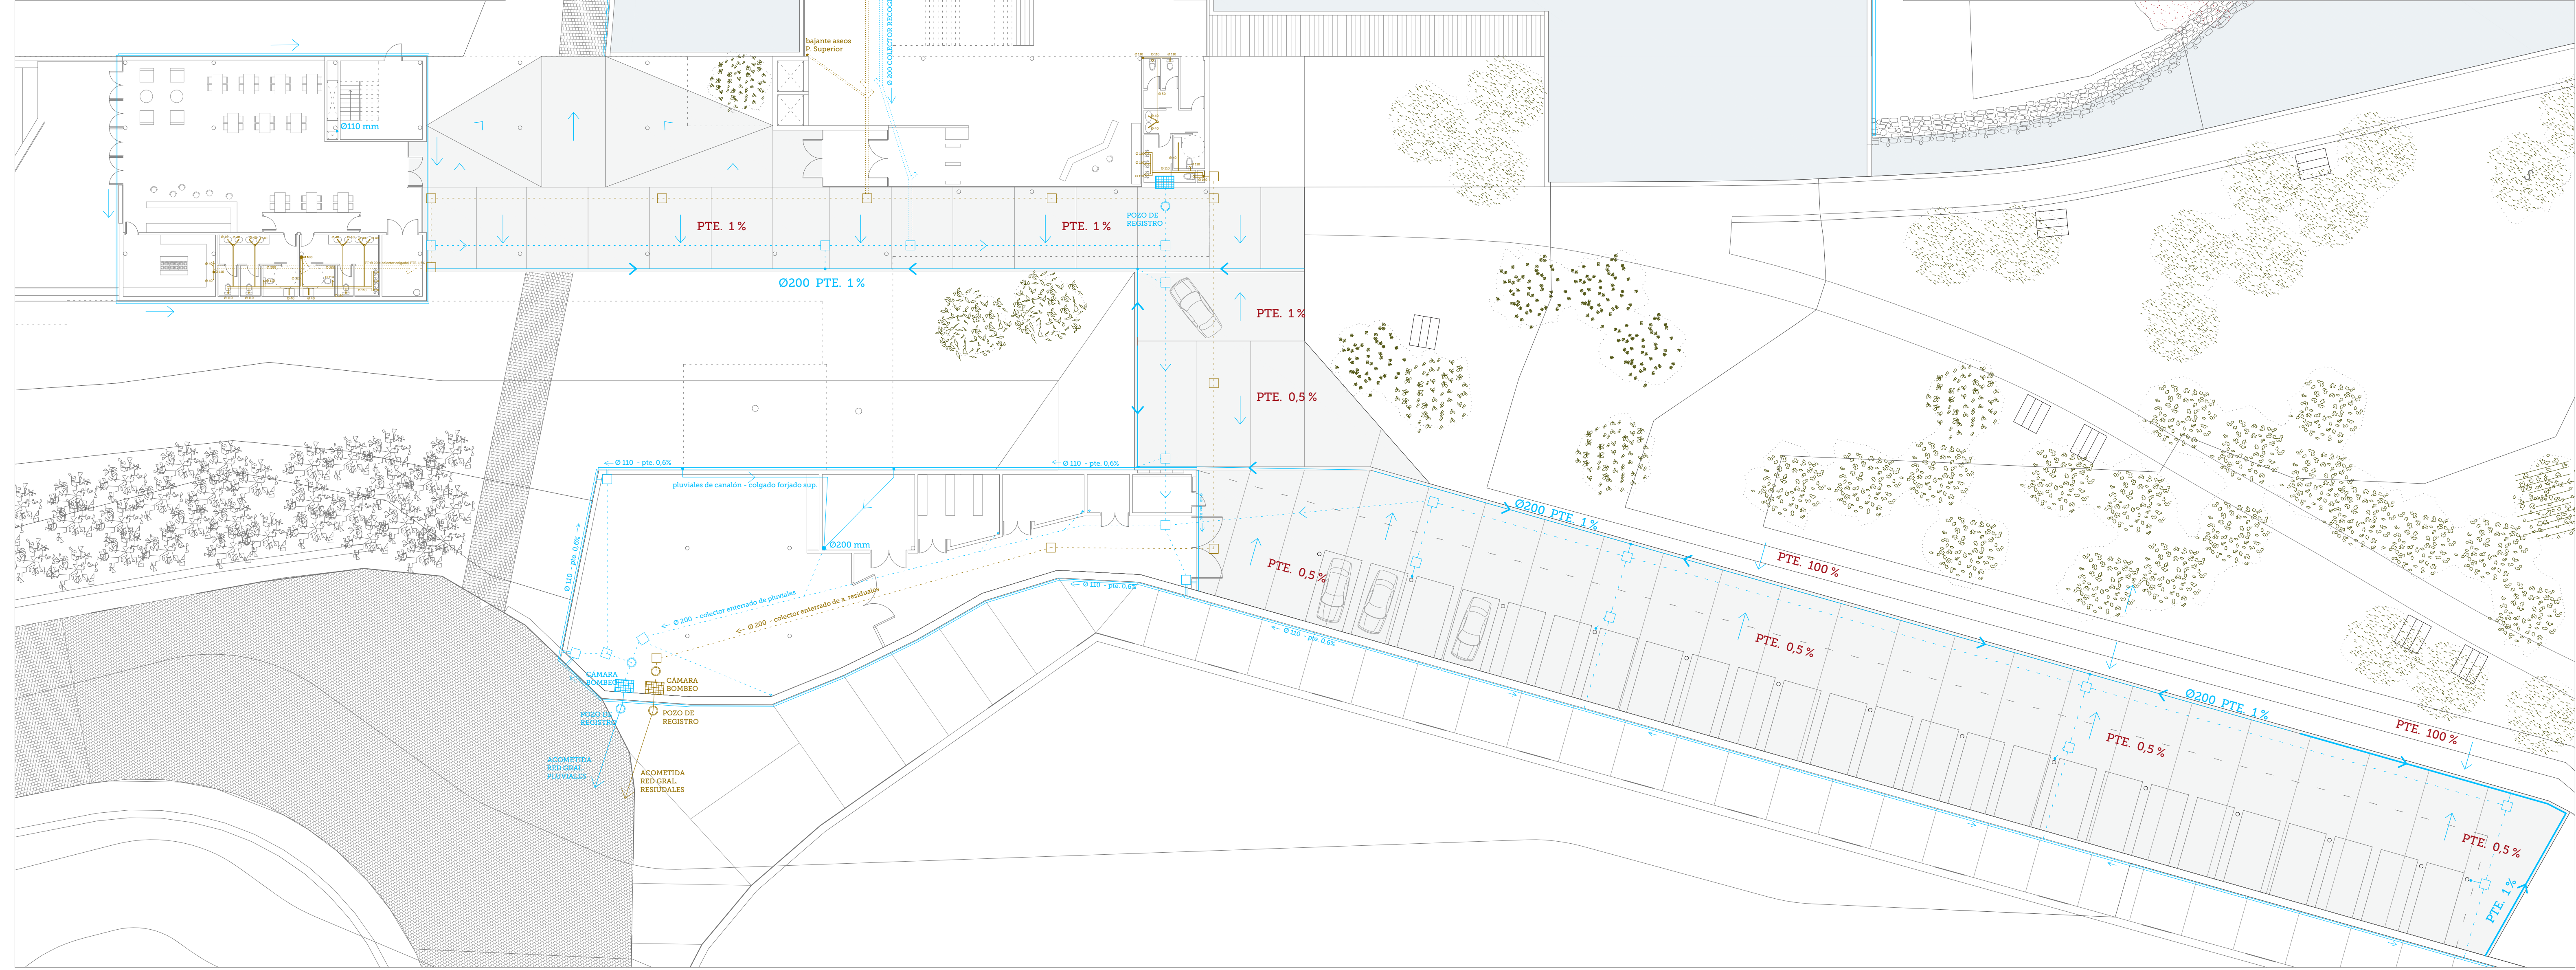 bajante aseos
P. Superior
Ø 200 COLECTOR RECOGI
Ø110 mm
POZO DE
REGISTRO
PTE. 1 %
PTE. 1 %
Ø200 PTE. 1 %
PTE. 1 %
PTE. 0,5 %
Ø 110 - pte. 0,6%
Ø 110 - pte. 0,6%
pluviales de canalón - colgado forjado sup.
Ø200 mm
Ø 110 - pte. 0,6%
Ø 110 - pte. 0,6%
Ø 200 - colector enterrado de pluviales
Ø 200 - colector enterrado de a. residuales
Ø 110 - pte. 0,6%
CÁMARA
BOMBEO
CÁMARA
BOMBEO
POZO DE
REGISTRO
POZO DE
REGISTRO
ACOMETIDA
RED GRAL.
PLUVIALES
ACOMETIDA
RED GRAL.
RESIUDALES
Ø200 PTE. 1 %
PTE. 0,5 %
PTE. 100 %
PTE. 0,5 %
Ø200 PTE. 1 %
PTE. 100 %
PTE. 0,5 %
PTE. 0,5 %
PTE. 1 %